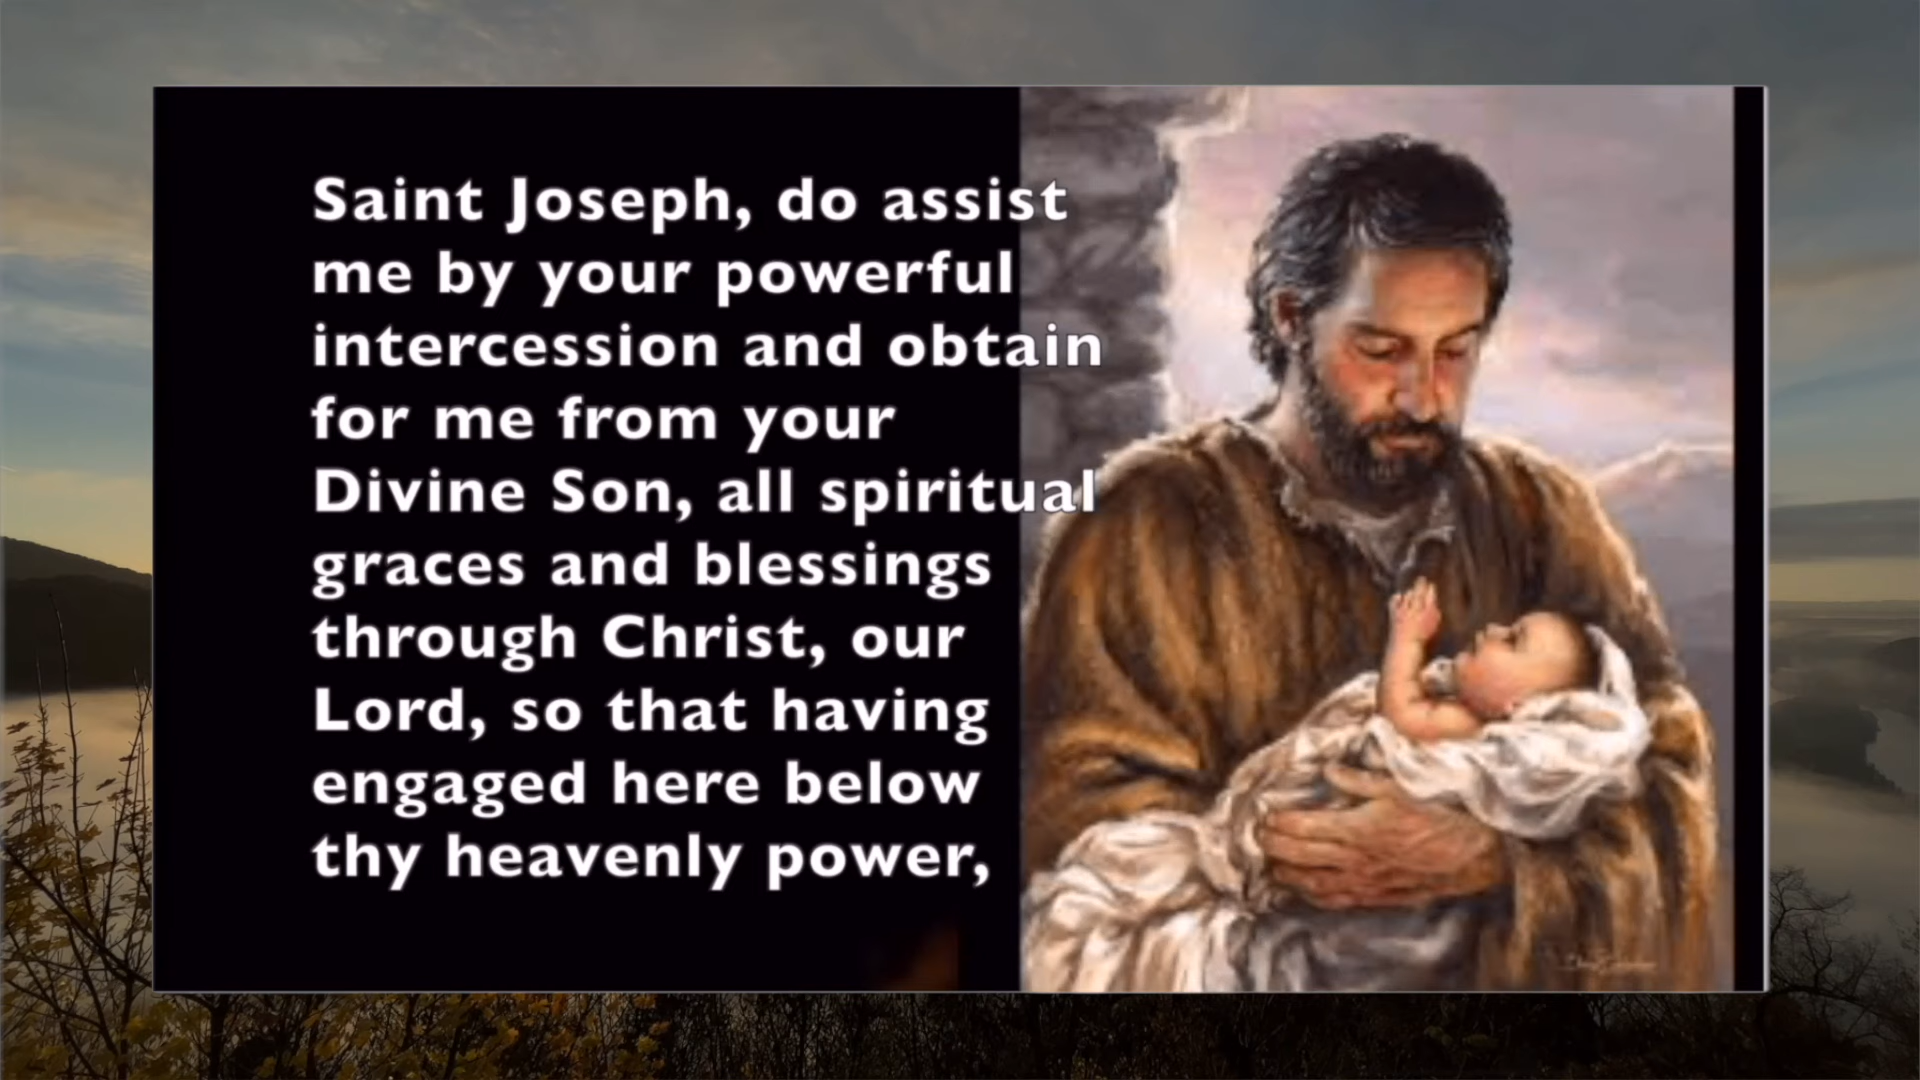 Saint Joseph, do assist
me by your powerful
intercession and obtain
for me from your
Divine Son, all spiritual
graces and blessings
through Christ, our
Lord, so that having
engaged here below
thy heavenly power,